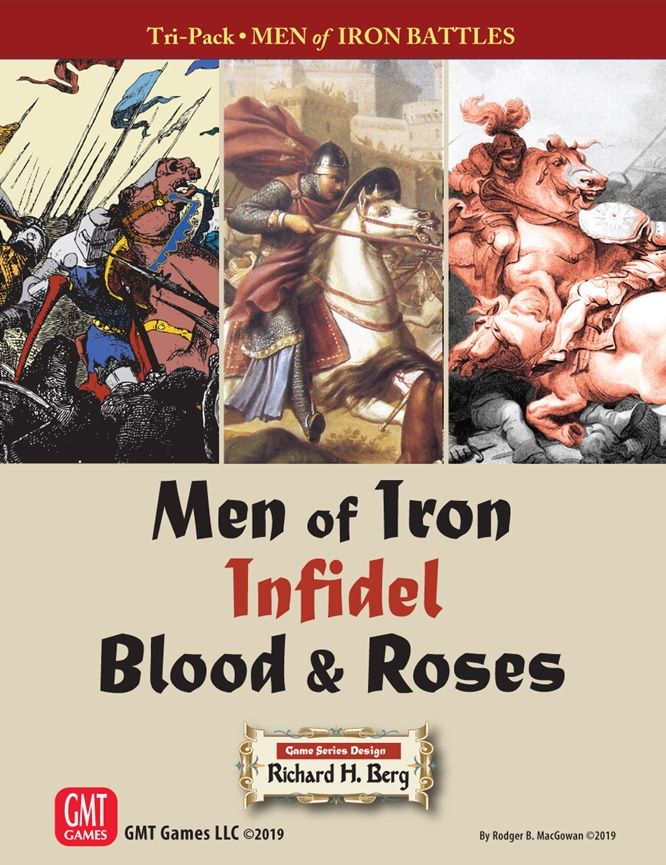 Tri-Pack • MEN of IRON BATTLES
Men of Iron
Infidel
Blood & Roses
Game Series Design
Richard H. Berg
GMT
GAMES
GMT Games LLC ©2019
By Rodger B. MacGowan ©2019